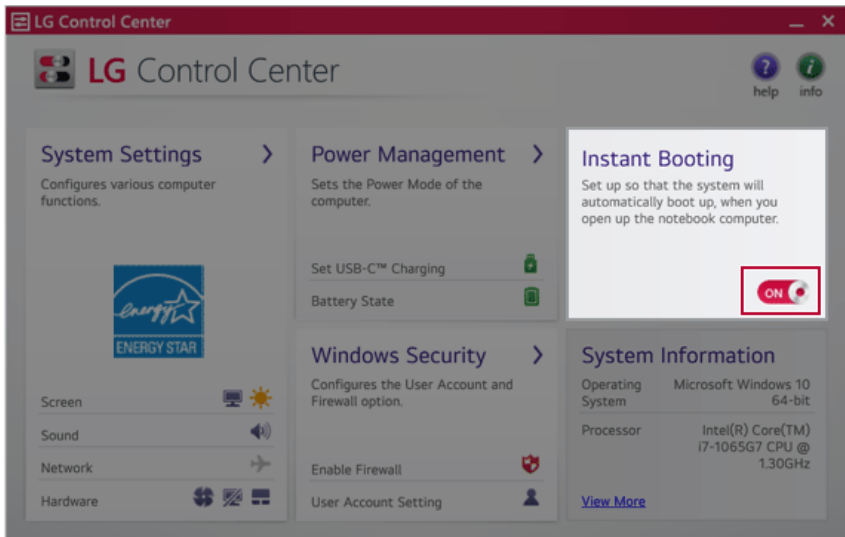 LG Control Center
LG Control Center
help
info
System Settings
Configures various computer
functions.
energy
ENERGY STAR
Screen
Sound
Network
Hardware
Power Management
Sets the Power Mode of the
computer.
Set USB-C™ Charging
Battery State
Instant Booting
Set up so that the system will
automatically boot up, when you
open up the notebook computer.
ON
Windows Security
Configures the User Account and
Firewall option.
Enable Firewall
User Account Setting
System Information
Operating System
Microsoft Windows 10
64-bit
Processor
Intel(R) Core(TM)
i7-1065G7 CPU @
1.30GHz
View More